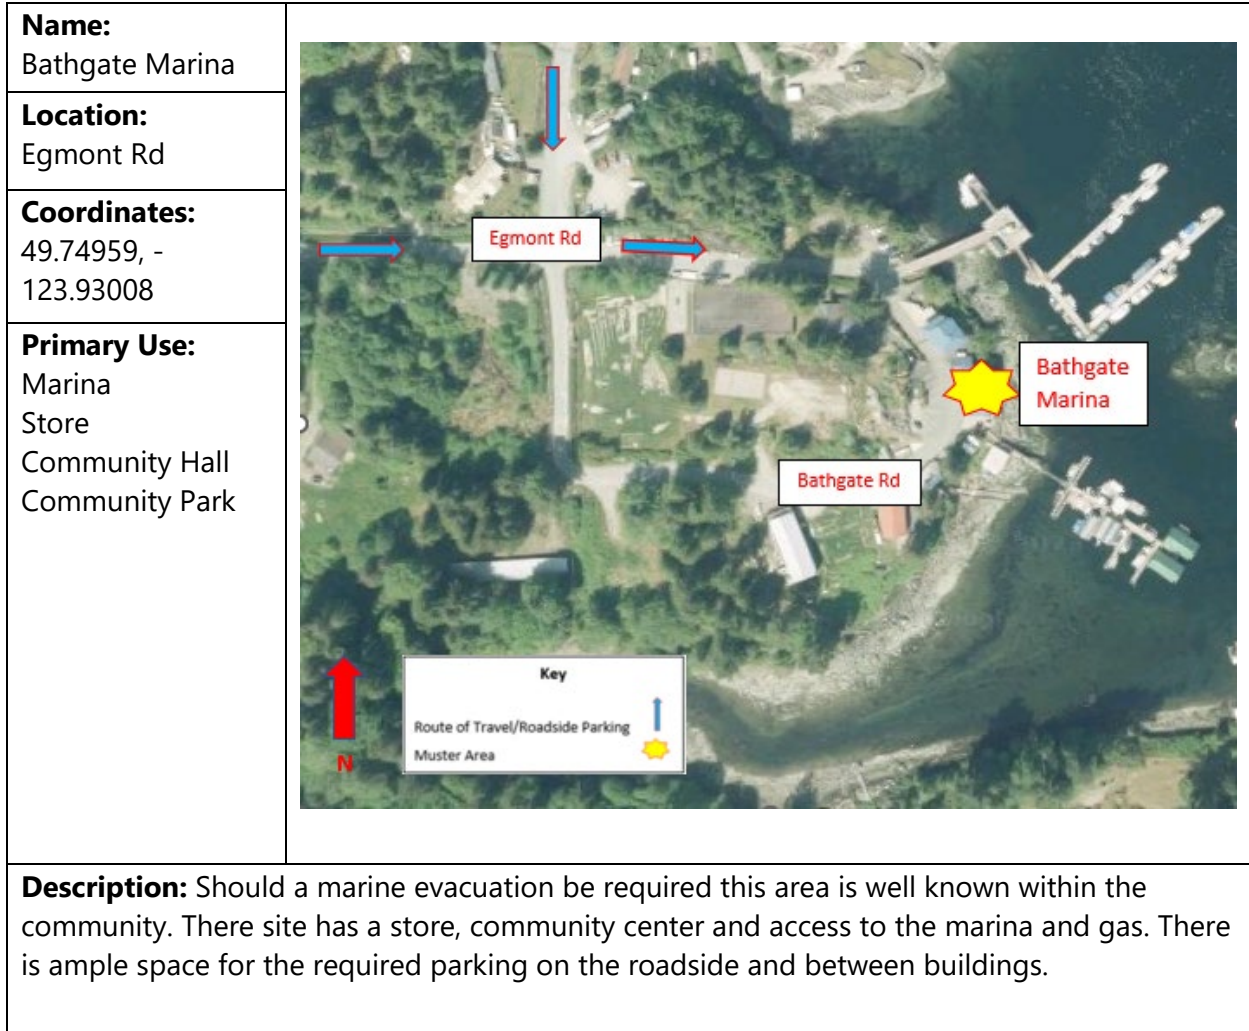 Name:
Bathgate Marina
Location:
Egmont Rd
Coordinates:
49.74959, -
123.93008
Primary Use:
Marina
Store
Community Hall
Community Park
Egmont Rd
Bathgate
Marina
Bathgate Rd
Key
Route of Travel/Roadside Parking
Muster Area
N
Description: Should a marine evacuation be required this area is well known within the
community. There site has a store, community center and access to the marina and gas. There
is ample space for the required parking on the roadside and between buildings.